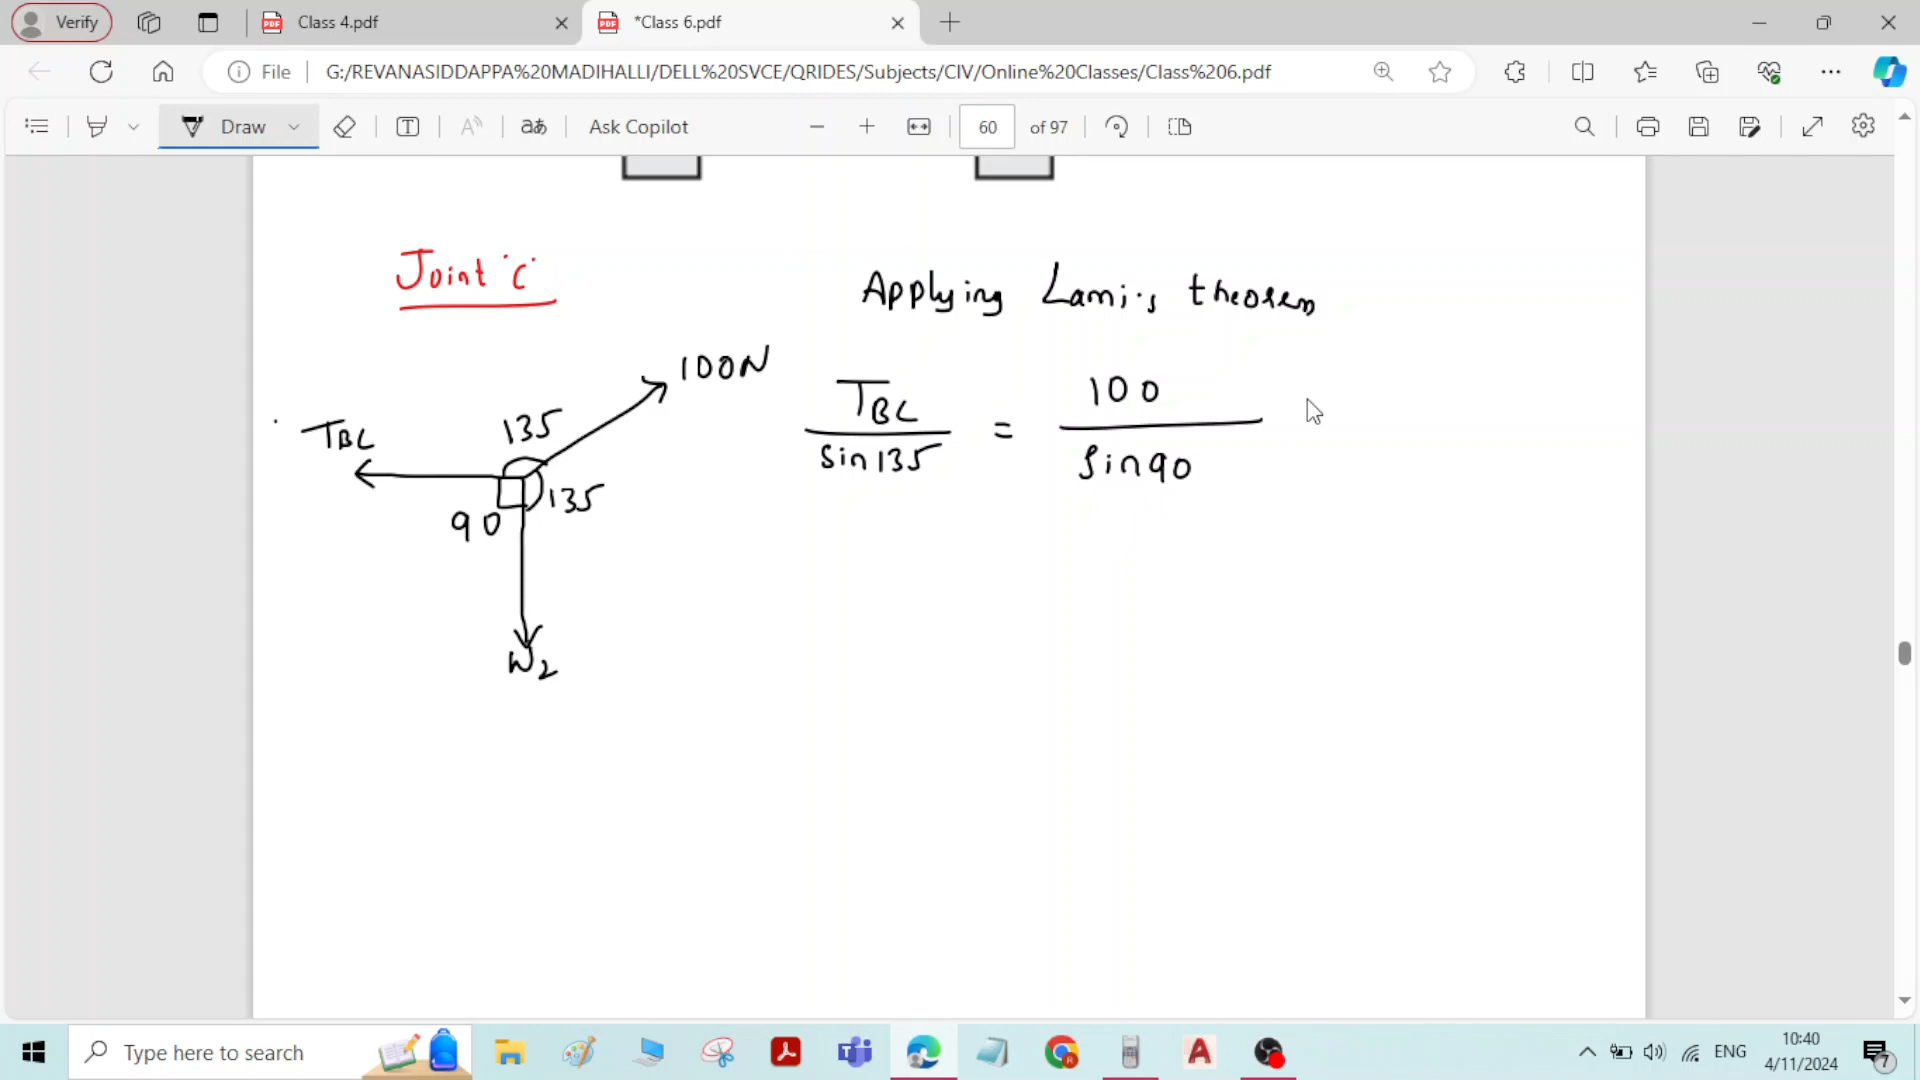 Verify
Class 4.pdf
*Class 6.pdf
File
G:/REVANASIDDAPPA%20MADIHALLI/DELL%20SVCE/QRIDES/Subjects/CIV/Online%20Classes/Class%206.pdf
Draw
Ask Copilot
60 of 97
Joint 'C'
Applying Lami's theorem
100N
135
TBC
135
90
W2
TBC / sin 135 = 100 / sin 90
Type here to search
ENG
10:40
4/11/2024
7